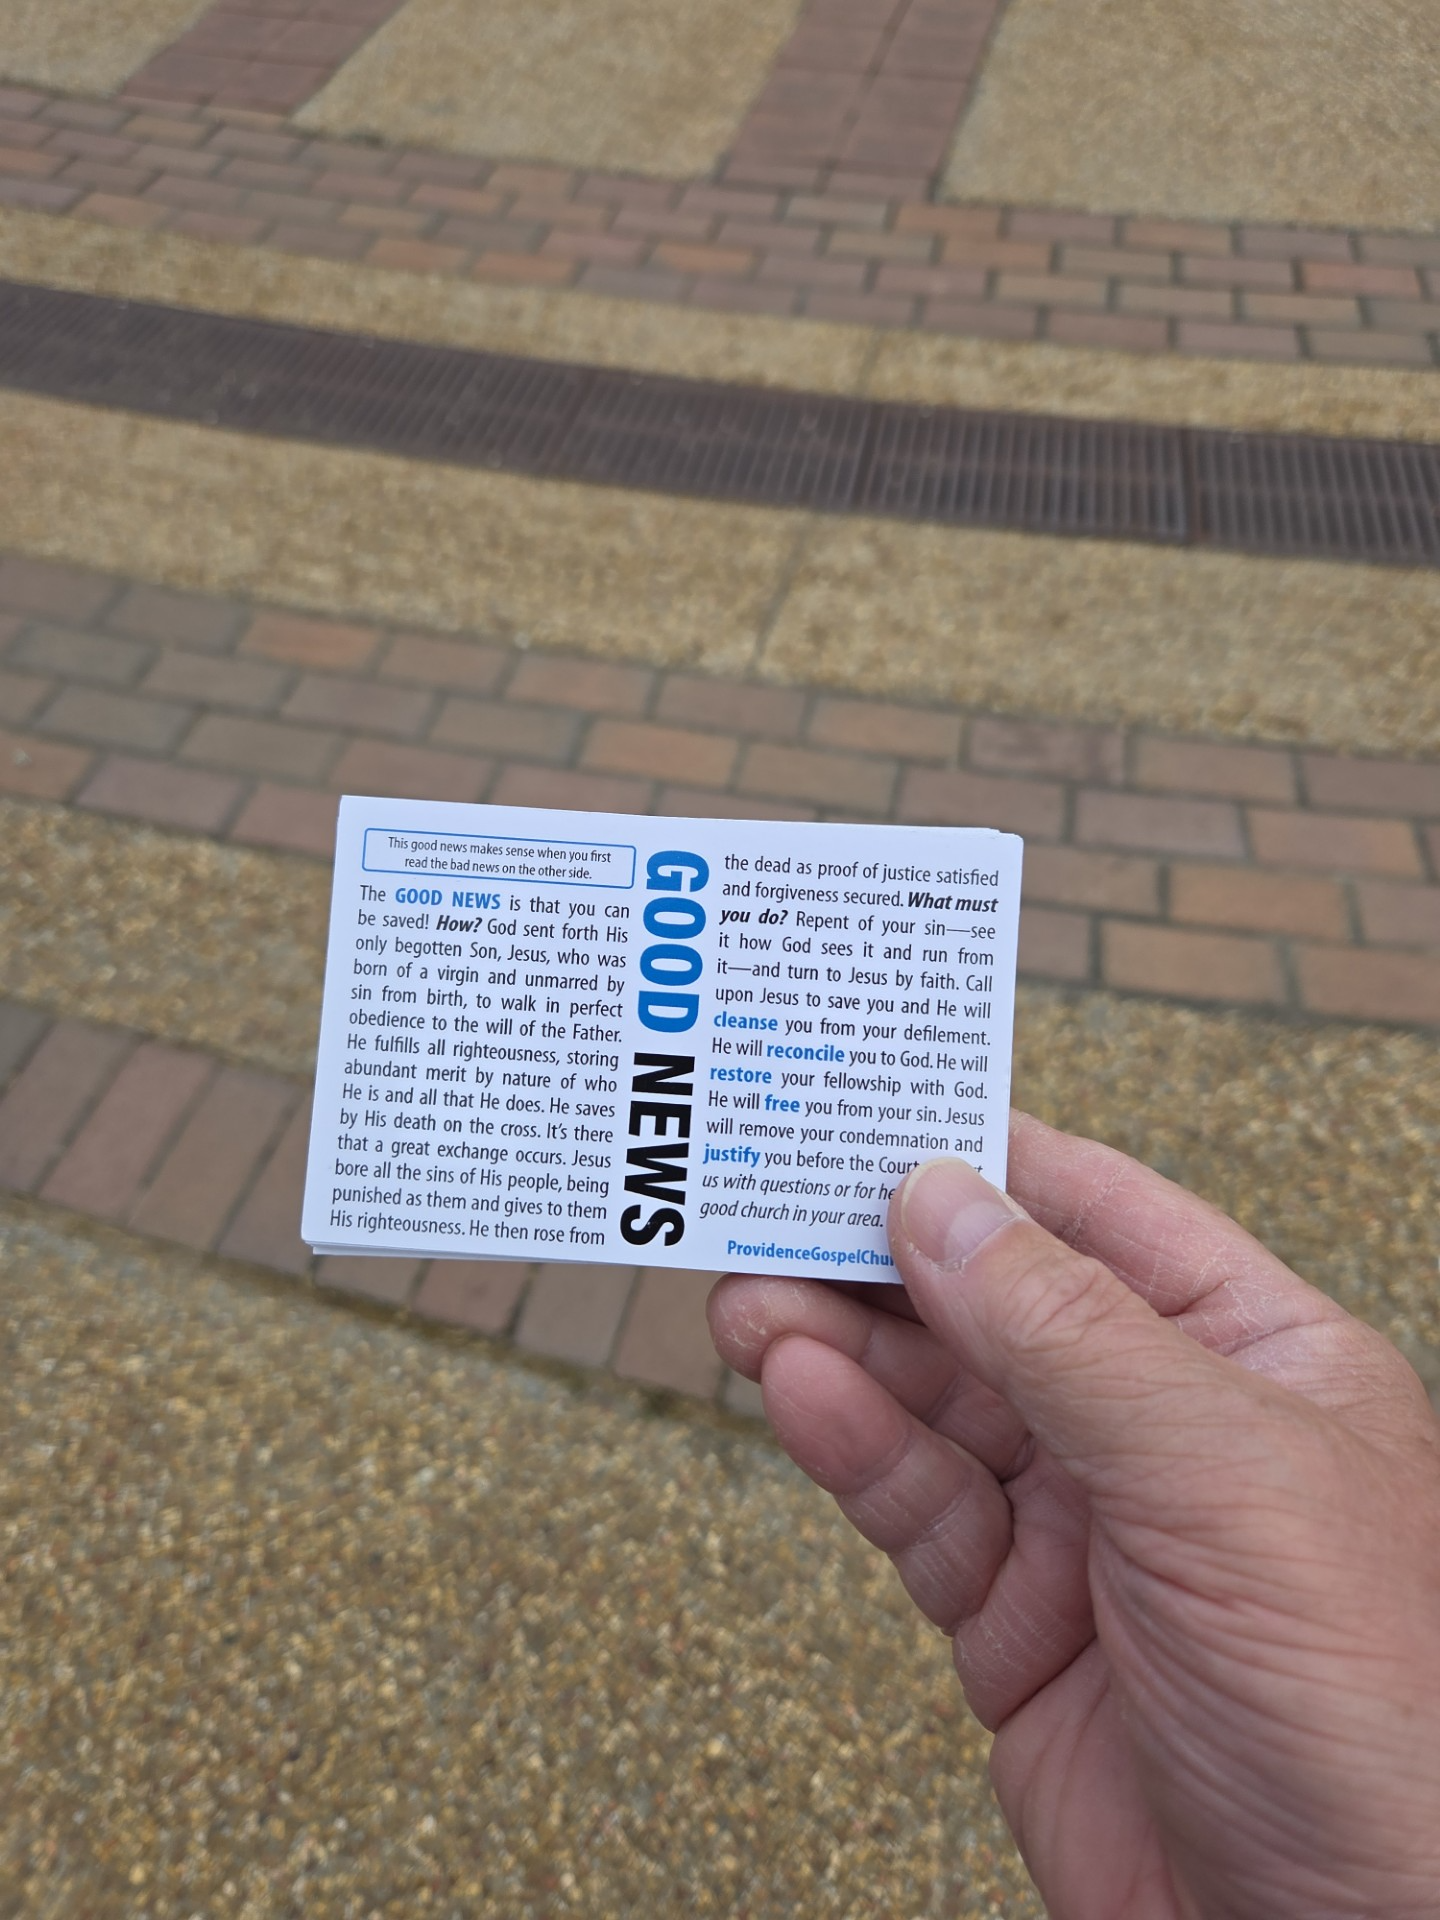 This good news makes sense when you first
read the bad news on the other side.
The GOOD NEWS is that you can
be saved! How? God sent forth His
only begotten Son, Jesus, who was
born of a virgin and unmarred by
sin from birth, to walk in perfect
obedience to the will of the Father.
He fulfills all righteousness, storing
abundant merit by nature of who
He is and all that He does. He saves
by His death on the cross. It's there
that a great exchange occurs. Jesus
bore all the sins of His people, being
punished as them and gives to them
His righteousness. He then rose from
GOOD NEWS
the dead as proof of justice satisfied
and forgiveness secured. What must
you do? Repent of your sin—see
it how God sees it and run from
it—and turn to Jesus by faith. Call
upon Jesus to save you and He will
cleanse you from your defilement.
He will reconcile you to God. He will
restore your fellowship with God.
He will free you from your sin. Jesus
will remove your condemnation and
justify you before the
us with questions or for
good church in your area.